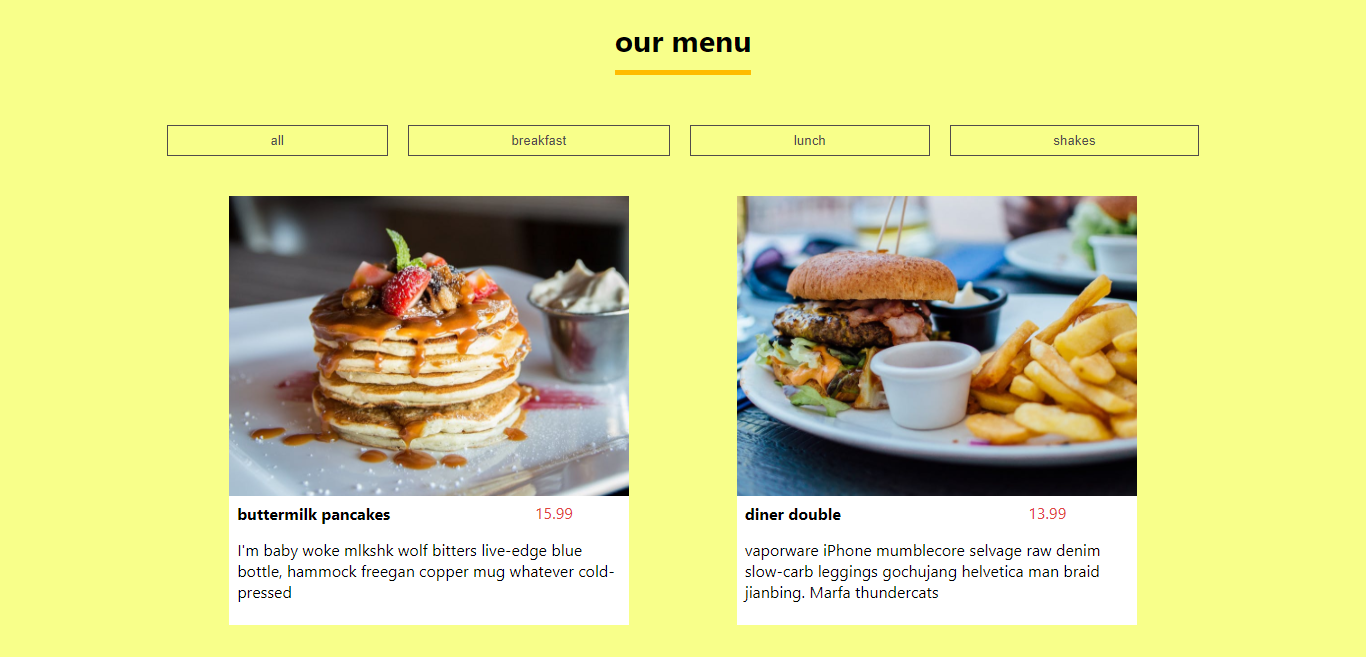 our menu
all
breakfast
lunch
shakes
buttermilk pancakes
15.99
I'm baby woke mlkshk wolf bitters live-edge blue
bottle, hammock freegan copper mug whatever cold-
pressed
diner double
13.99
vaporware iPhone mumblecore selvage raw denim
slow-carb leggings gochujang helvetica man braid
jianbing. Marfa thundercats